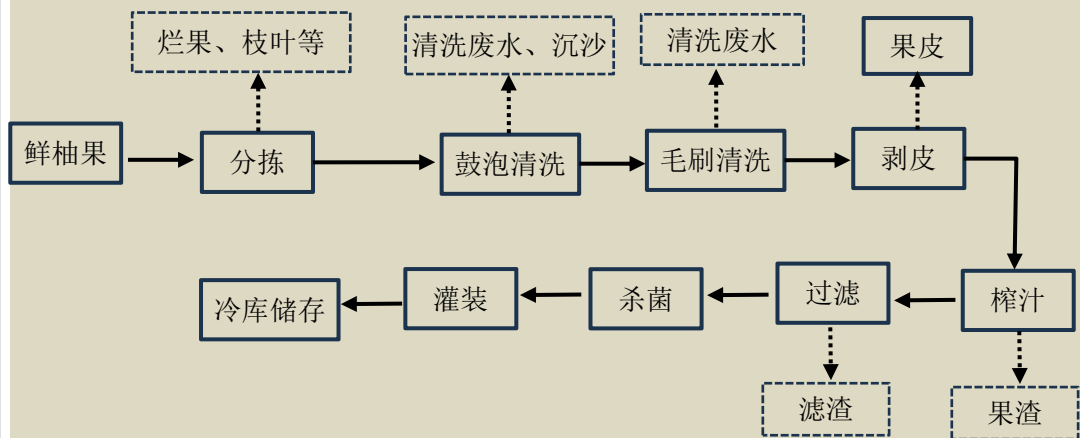 烂果、枝叶等
清洗废水、沉沙
清洗废水
果皮
鲜柚果
分拣
鼓泡清洗
毛刷清洗
剥皮
冷库储存
灌装
杀菌
过滤
榨汁
滤渣
果渣